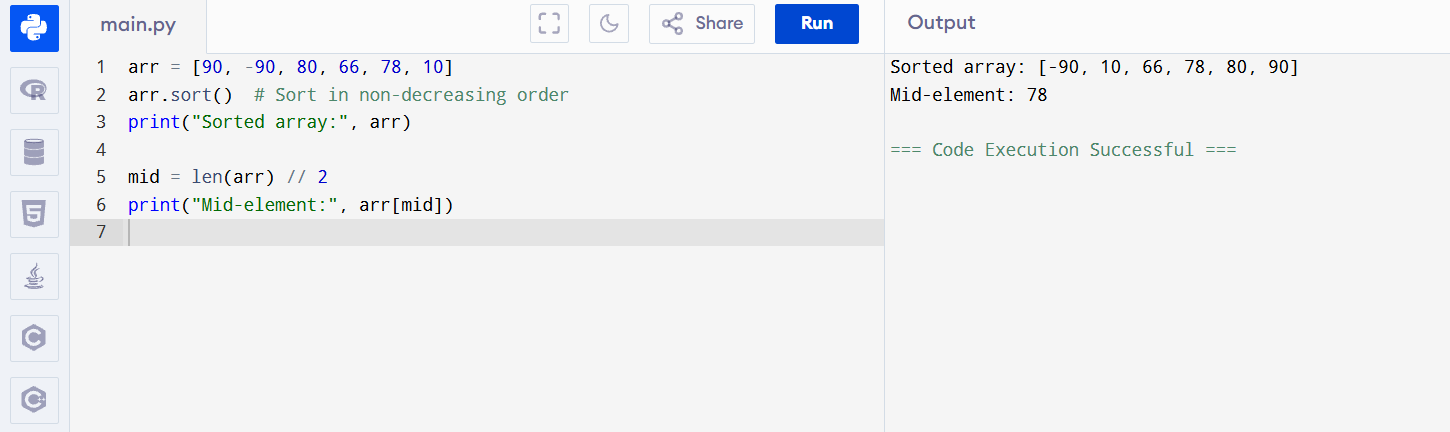 main.py
Share
Run
Output
1 arr = [90, -90, 80, 66, 78, 10]
2 arr.sort()  # Sort in non-decreasing order
3 print("Sorted array:", arr)
4
5 mid = len(arr) // 2
6 print("Mid-element:", arr[mid])
7
Sorted array: [-90, 10, 66, 78, 80, 90]
Mid-element: 78
=== Code Execution Successful ===